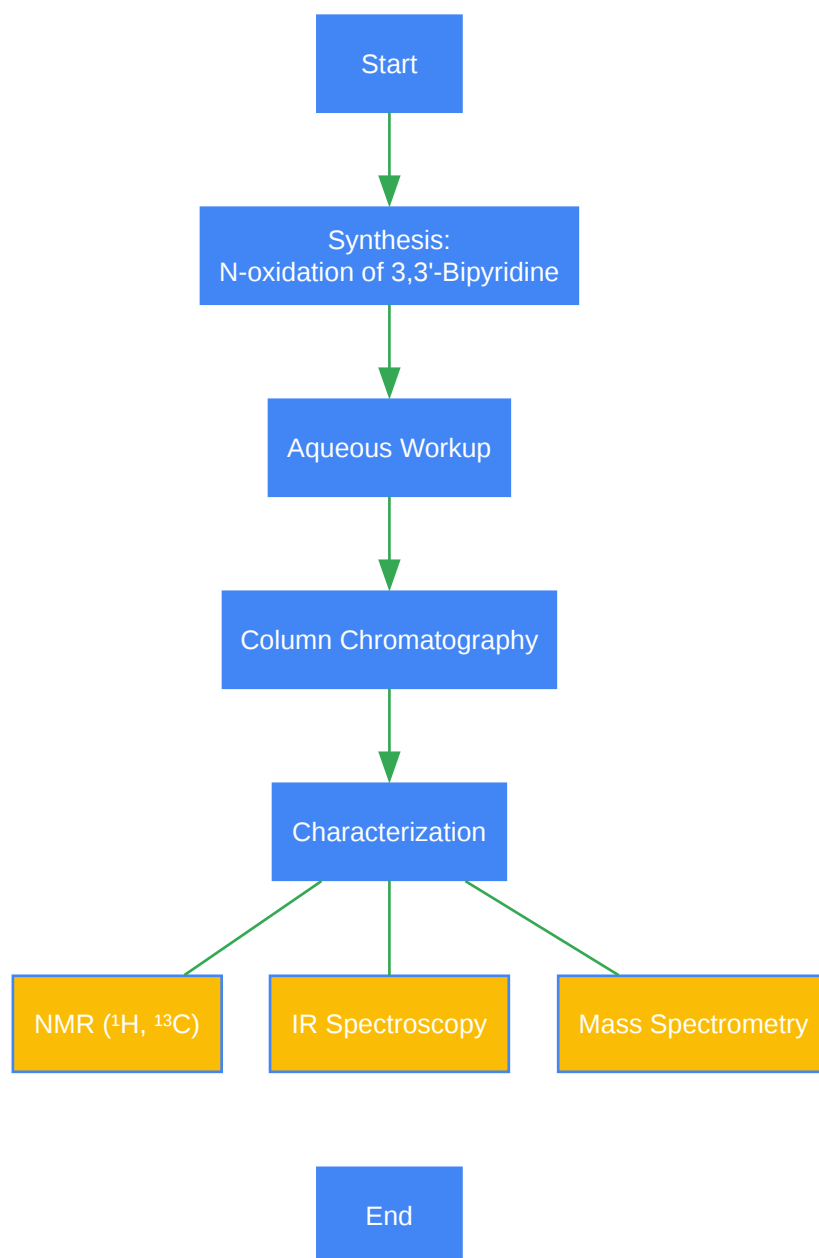 Start
Synthesis:
N-oxidation of 3,3'-Bipyridine
Aqueous Workup
Column Chromatography
Characterization
NMR (¹H, ¹³C)
IR Spectroscopy
Mass Spectrometry
End